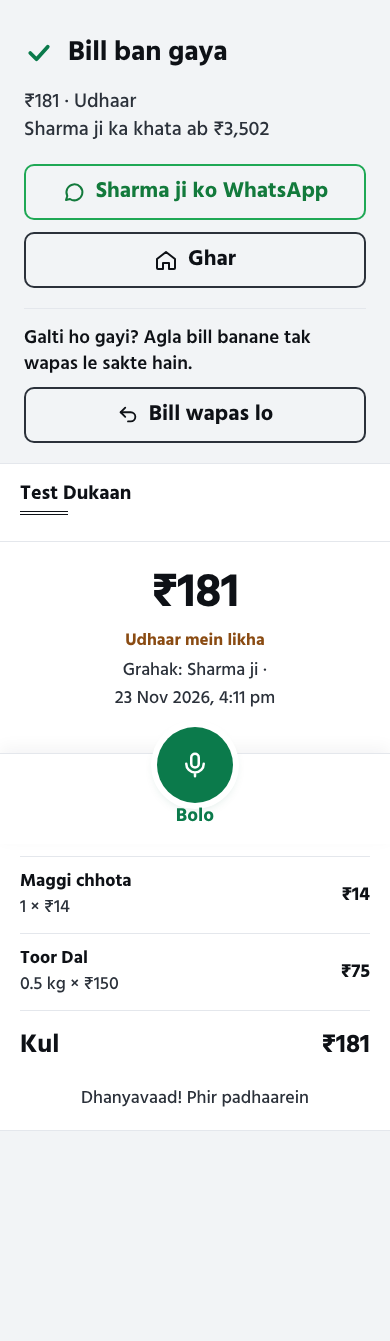 Bill ban gaya
₹181 · Udhaar
Sharma ji ka khata ab ₹3,502
Sharma ji ko WhatsApp
Ghar
Galti ho gayi? Agla bill banane tak
wapas le sakte hain.
Bill wapas lo
Test Dukaan
₹181
Udhaar mein likha
Grahak: Sharma ji ·
23 Nov 2026, 4:11 pm
Bolo
Maggi chhota
1 × ₹14
₹14
Toor Dal
0.5 kg × ₹150
₹75
Kul
₹181
Dhanyavaad! Phir padhaarein